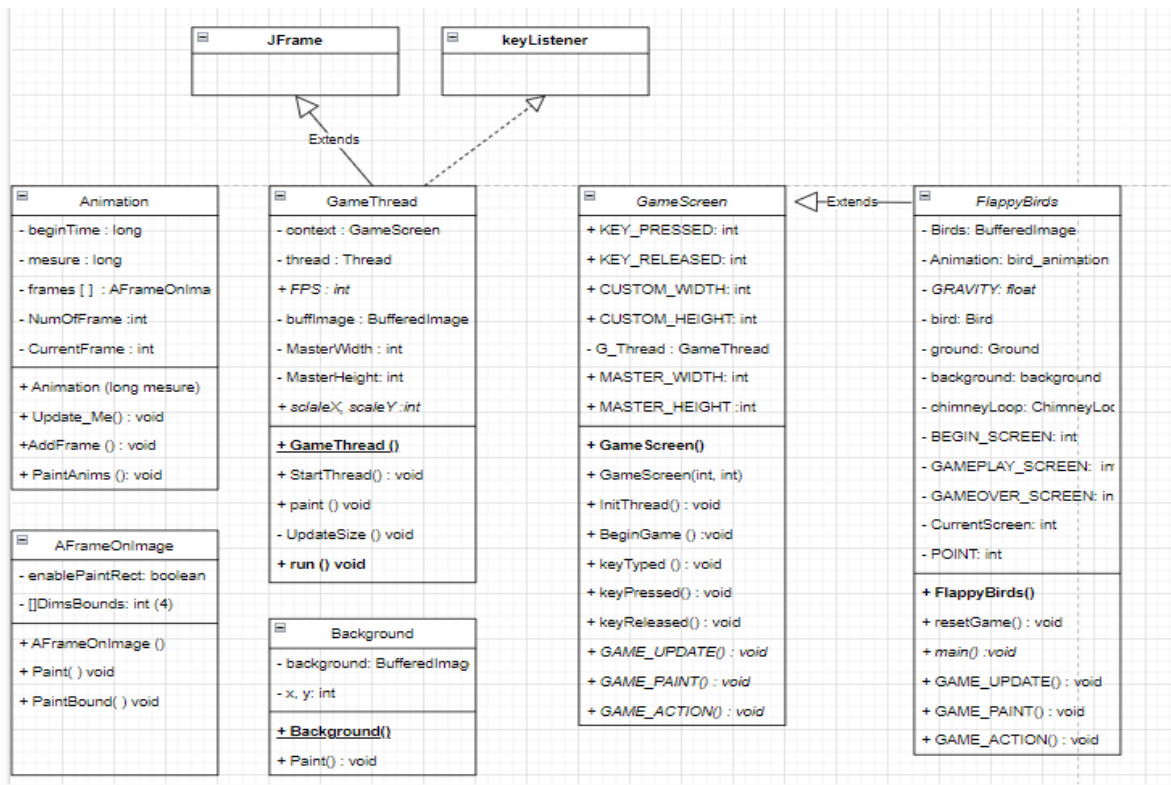 JFrame
keyListener
Extends
Animation
- beginTime : long
- mesure : long
- frames [ ] : AFrameOnIma
- NumOfFrame :int
- CurrentFrame : int
+ Animation (long mesure)
+ Update_Me() : void
+AddFrame () : void
+ PaintAnims (): void
AFrameOnImage
- enablePaintRect: boolean
- []DimsBounds: int (4)
+ AFrameOnImage ()
+ Paint( ) void
+ PaintBound( ) void
GameThread
- context : GameScreen
- thread : Thread
+ FPS : int
- buffImage : BufferedImage
- MasterWidth : int
- MasterHeight: int
+ sclaleX, scaleY :int
+ GameThread ()
+ StartThread() : void
+ paint () void
- UpdateSize () void
+ run () void
Background
- background: BufferedImag
- x, y: int
+ Background()
+ Paint() : void
GameScreen
+ KEY_PRESSED: int
+ KEY_RELEASED: int
+ CUSTOM_WIDTH: int
+ CUSTOM_HEIGHT: int
- G_Thread : GameThread
+ MASTER_WIDTH: int
+ MASTER_HEIGHT :int
+ GameScreen()
+ GameScreen(int, int)
+ InitThread() : void
+ BeginGame () :void
+ keyTyped () : void
+ keyPressed() : void
+ keyReleased() : void
+ GAME_UPDATE() : void
+ GAME_PAINT() : void
+ GAME_ACTION() : void
Extends
FlappyBirds
- Birds: BufferedImage
- Animation: bird_animation
- GRAVITY: float
- bird: Bird
- ground: Ground
- background: background
- chimneyLoop: ChimneyLoo
- BEGIN_SCREEN: int
- GAMEPLAY_SCREEN: in
- GAMEOVER_SCREEN: in
- CurrentScreen: int
- POINT: int
+ FlappyBirds()
+ resetGame() : void
+ main() :void
+ GAME_UPDATE() : void
+ GAME_PAINT() : void
+ GAME_ACTION() : void